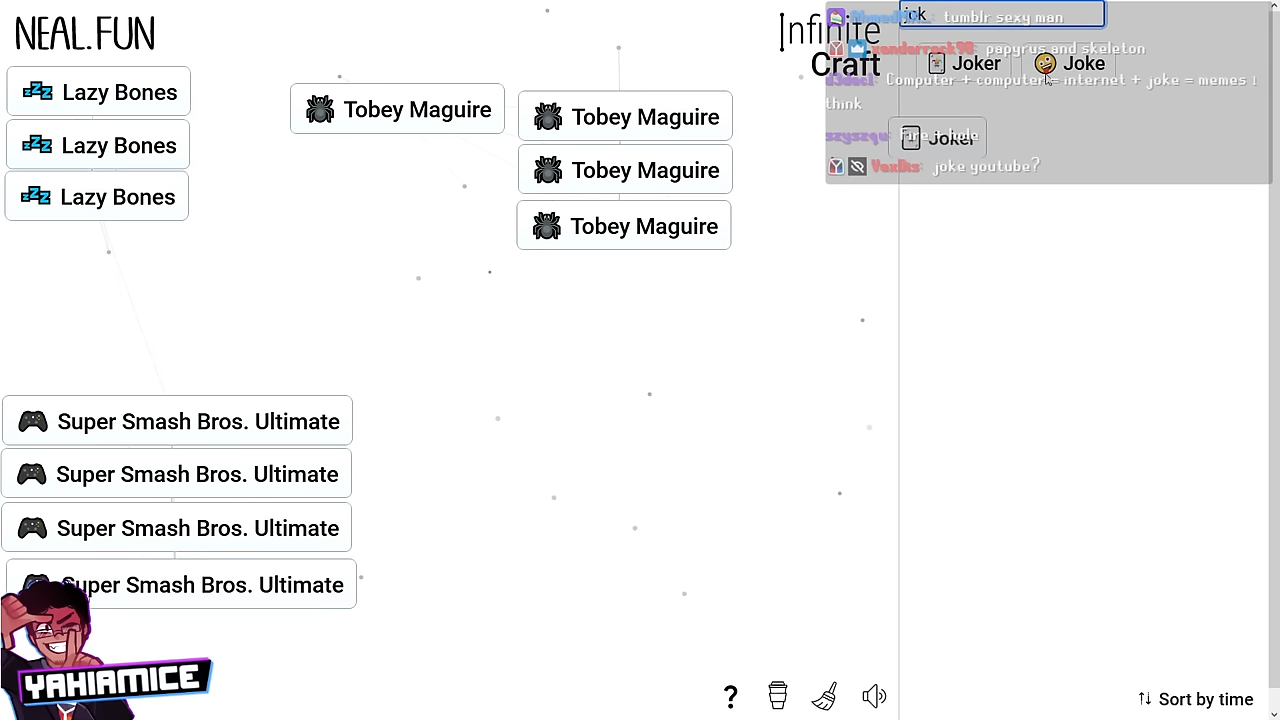 NEAL.FUN
Infinite
Craft
Lazy Bones
Lazy Bones
Lazy Bones
Tobey Maguire
Tobey Maguire
Tobey Maguire
Tobey Maguire
Super Smash Bros. Ultimate
Super Smash Bros. Ultimate
Super Smash Bros. Ultimate
Super Smash Bros. Ultimate
YAHIAMICE
jok
tumblr sexy man
papyrus and skeleton
Joker
Joke
Computer + computer = internet + joke = memes i
think
Joker
joke youtube?
? Sort by time